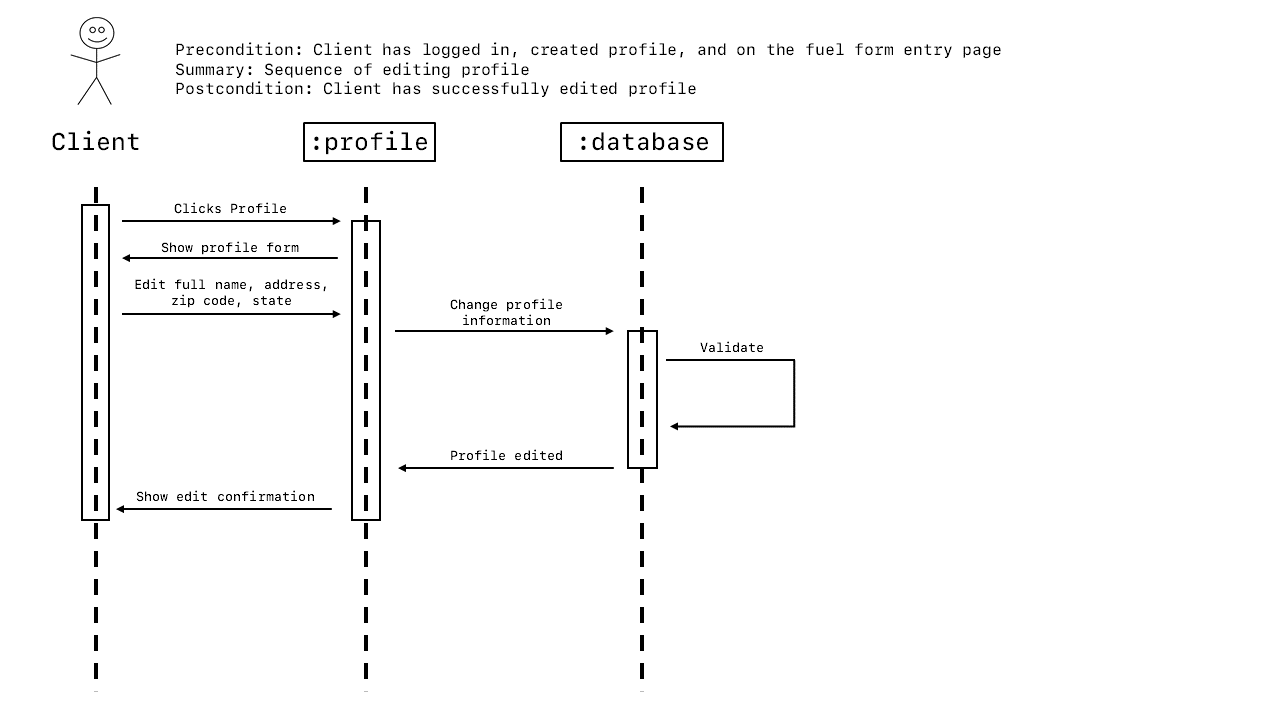 Precondition: Client has logged in, created profile, and on the fuel form entry page
Summary: Sequence of editing profile
Postcondition: Client has successfully edited profile
Client
:profile
:database
Clicks Profile
Show profile form
Edit full name, address,
zip code, state
Change profile
information
Validate
Profile edited
Show edit confirmation